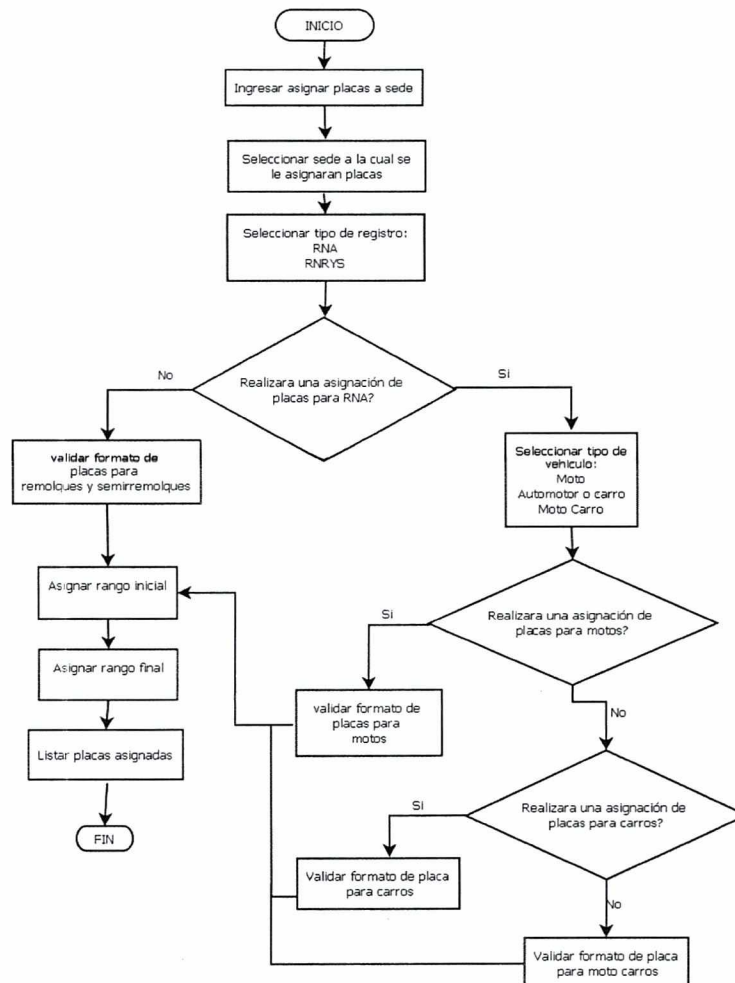 INICIO
Ingresar asignar placas a sede
Seleccionar sede a la cual se
le asignaran placas
Seleccionar tipo de registro:
RNA
RNRYS
Realizara una asignación de
placas para RNA?
No
Si
validar formato de
placas para
remolques y semirremolques
Seleccionar tipo de
vehiculo:
Moto
Automotor o carro
Moto Carro
Asignar rango inicial
Realizara una asignación de
placas para motos?
Si
No
Asignar rango final
validar formato de
placas para
motos
Listar placas asignadas
Realizara una asignación de
placas para carros?
Si
No
FIN
Validar formato de placa
para carros
Validar formato de placa
para moto carros